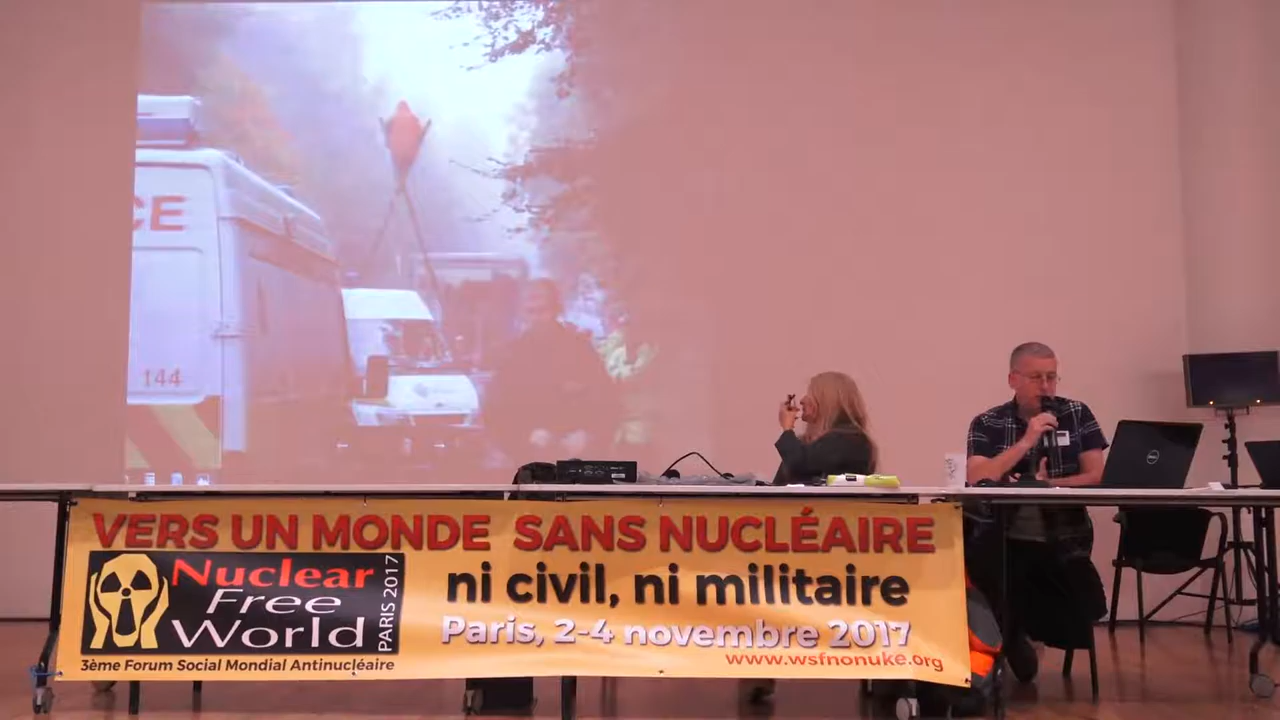 CE
144
DELL
VERS UN MONDE SANS NUCLÉAIRE
Nuclear
Free
World
PARIS 2017
ni civil, ni militaire
Paris, 2-4 novembre 2017
3ème Forum Social Mondial Antinucléaire
www.wsfnonuke.org